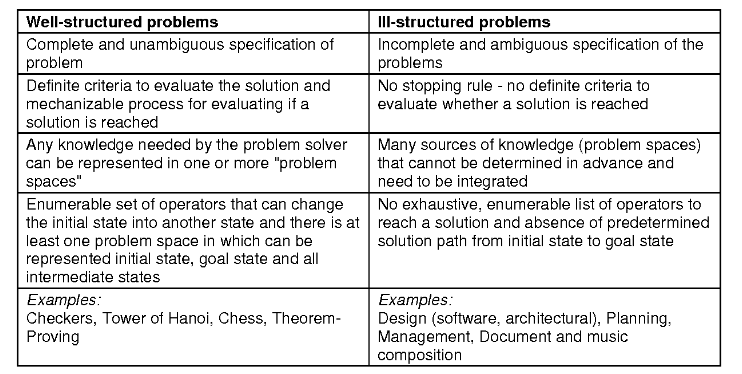 Well-structured problems
Ill-structured problems
Complete and unambiguous specification of
problem
Incomplete and ambiguous specification of the
problems
Definite criteria to evaluate the solution and
mechanizable process for evaluating if a
solution is reached
No stopping rule - no definite criteria to
evaluate whether a solution is reached
Any knowledge needed by the problem solver
can be represented in one or more "problem
spaces"
Many sources of knowledge (problem spaces)
that cannot be determined in advance and
need to be integrated
Enumerable set of operators that can change
the initial state into another state and there is at
least one problem space in which can be
represented initial state, goal state and all
intermediate states
No exhaustive, enumerable list of operators to
reach a solution and absence of predetermined
solution path from initial state to goal state
Examples:
Checkers, Tower of Hanoi, Chess, Theorem-
Proving
Examples:
Design (software, architectural), Planning,
Management, Document and music
composition